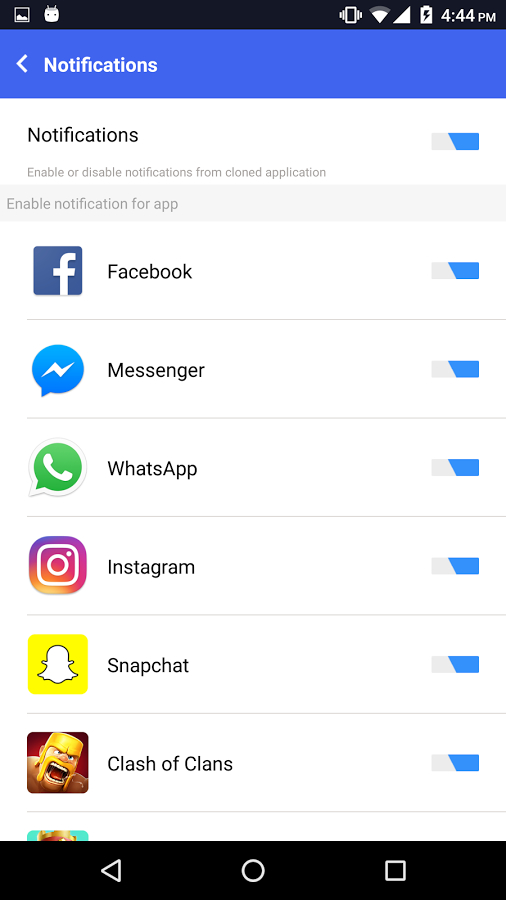 4:44 PM
Notifications
Notifications
Enable or disable notifications from cloned application
Enable notification for app
Facebook
Messenger
WhatsApp
Instagram
Snapchat
Clash of Clans